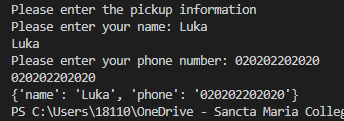 Please enter the pickup information
Please enter your name: Luka
Luka
Please enter your phone number: 020202202020
020202202020
{'name': 'Luka', 'phone': '020202202020'}
PS C:\Users\18110\OneDrive - Sancta Maria Colleg